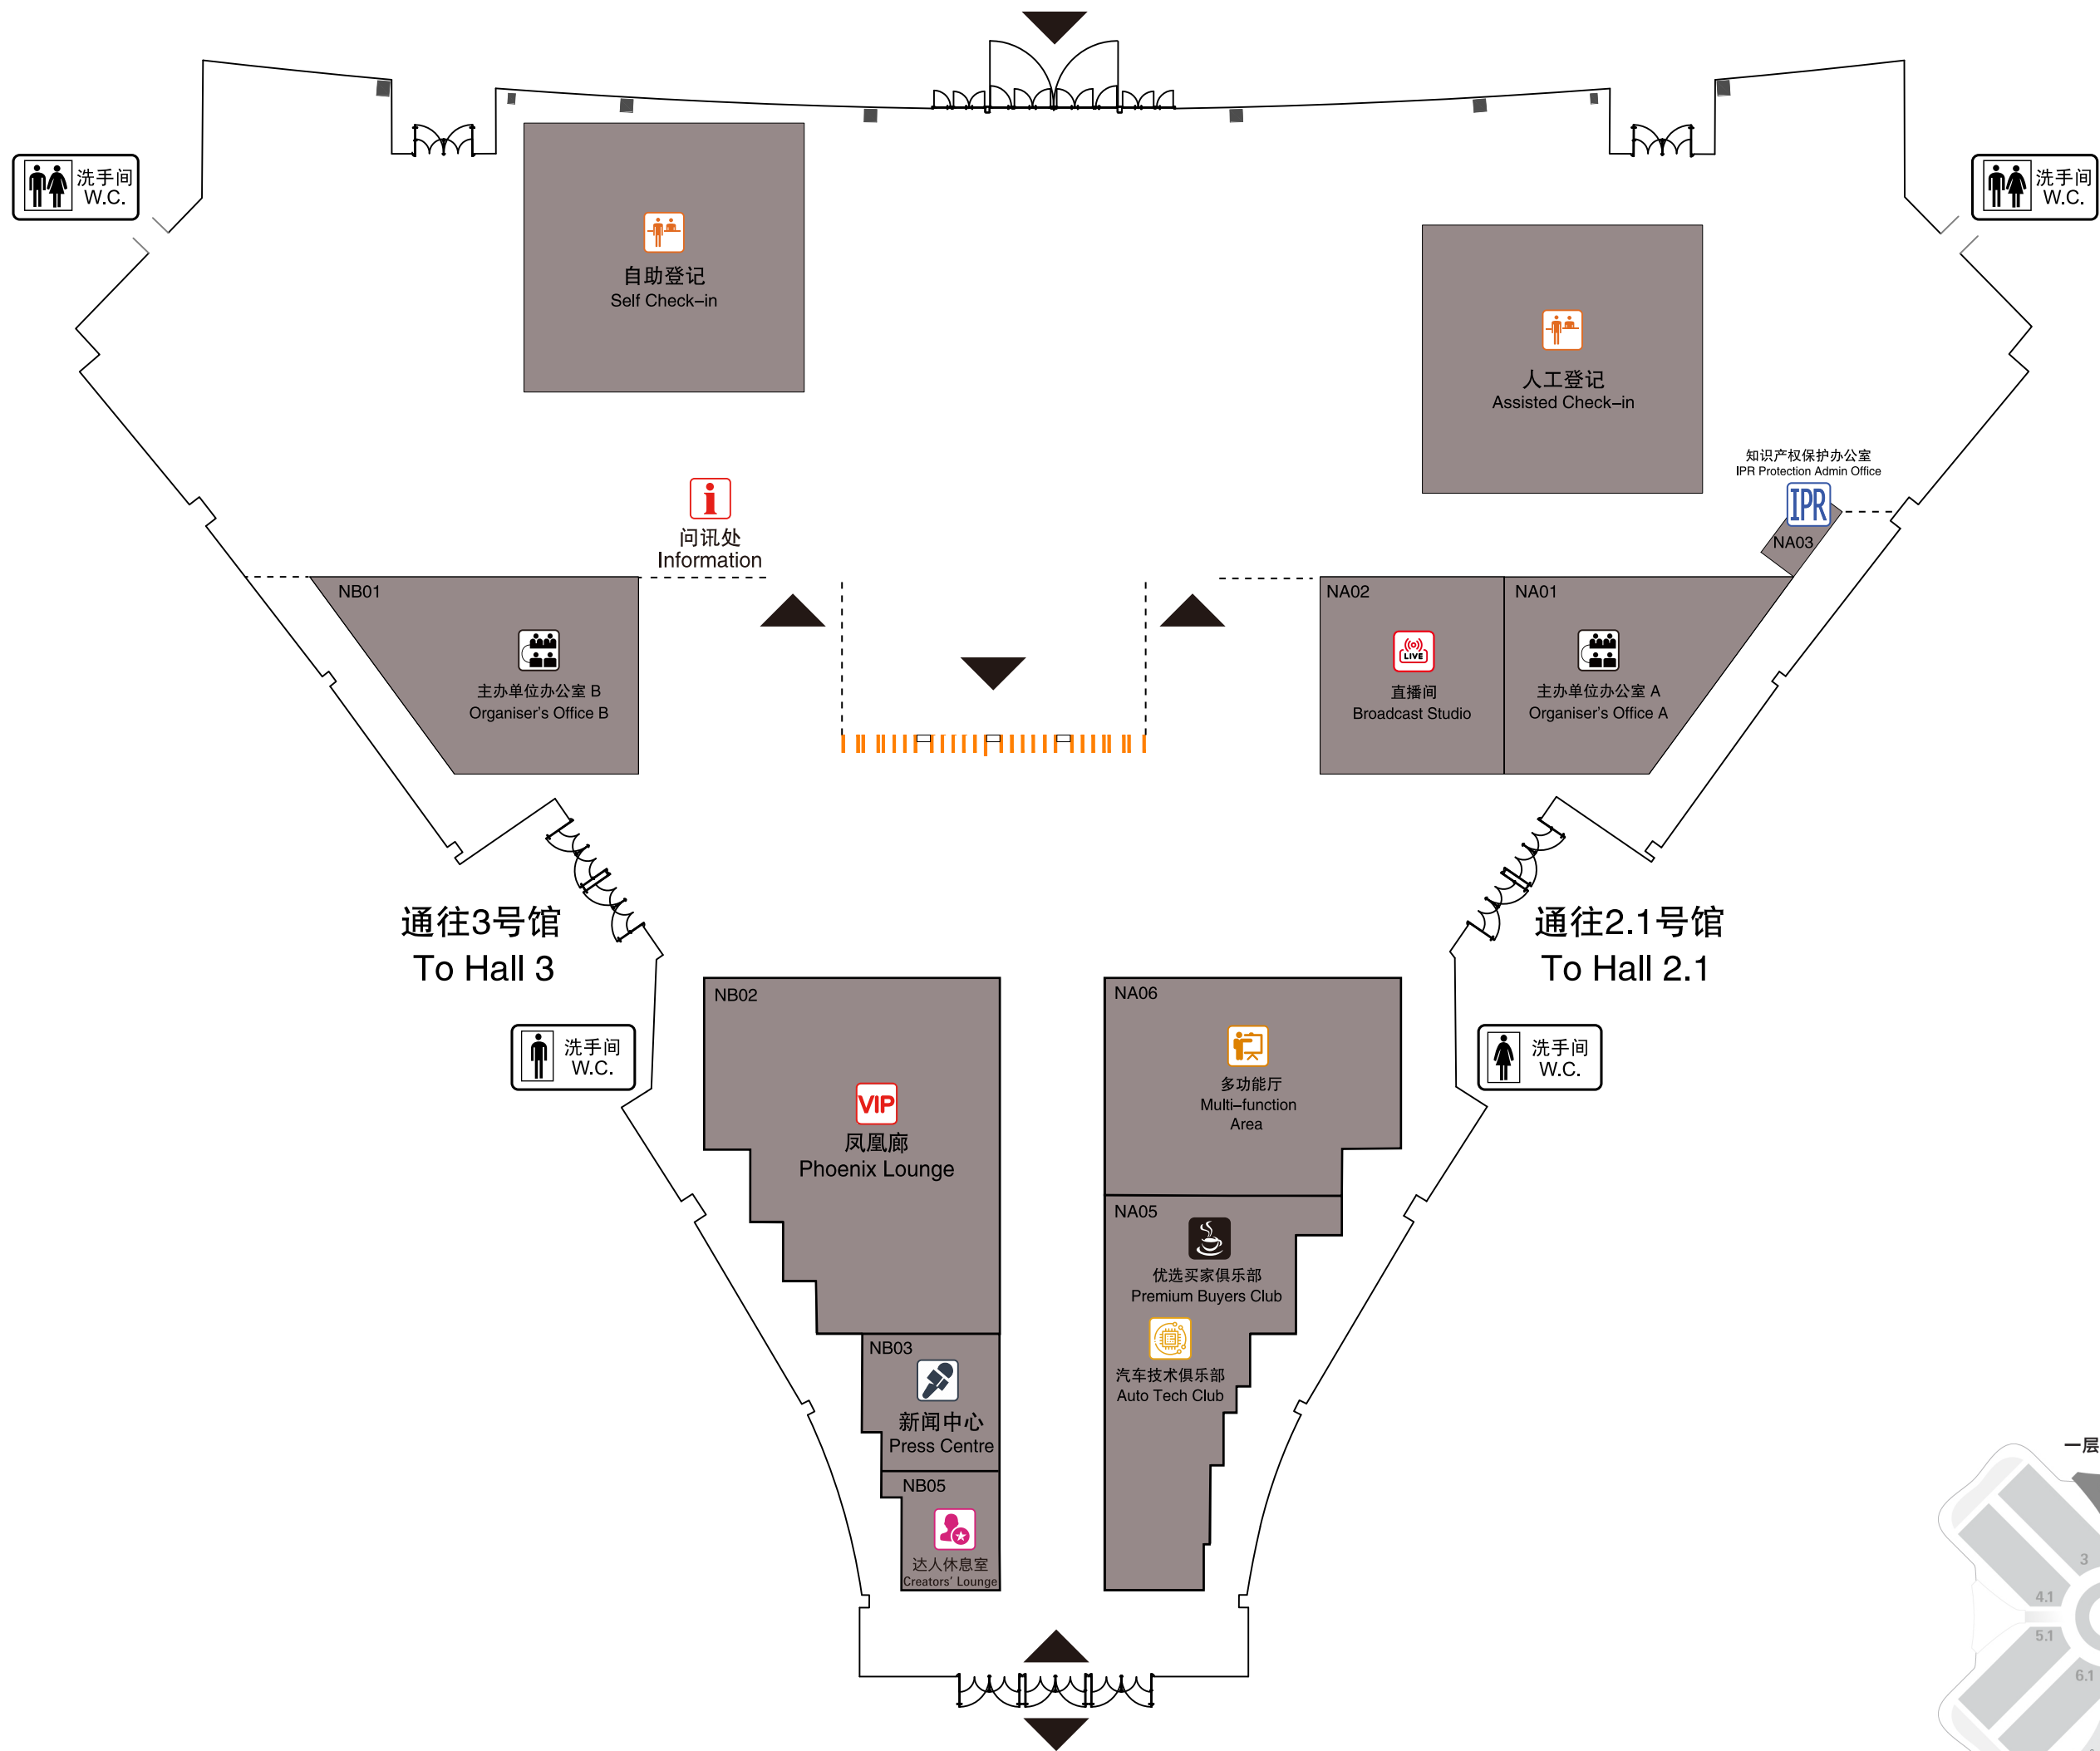 洗手间
W.C.
洗手间
W.C.
自助登记
Self Check-in
人工登记
Assisted Check-in
知识产权保护办公室
IPR Protection Admin Office
IPR
NA03
问讯处
Information
NB01
主办单位办公室 B
Organiser's Office B
NA02
LIVE
直播间
Broadcast Studio
NA01
主办单位办公室 A
Organiser's Office A
通往3号馆
To Hall 3
通往2.1号馆
To Hall 2.1
洗手间
W.C.
洗手间
W.C.
NB02
VIP
凤凰廊
Phoenix Lounge
NA06
多功能厅
Multi-function
Area
NA05
优选买家俱乐部
Premium Buyers Club
汽车技术俱乐部
Auto Tech Club
NB03
新闻中心
Press Centre
NB05
达人休息室
Creators' Lounge
一层
3
4.1
5.1
6.1